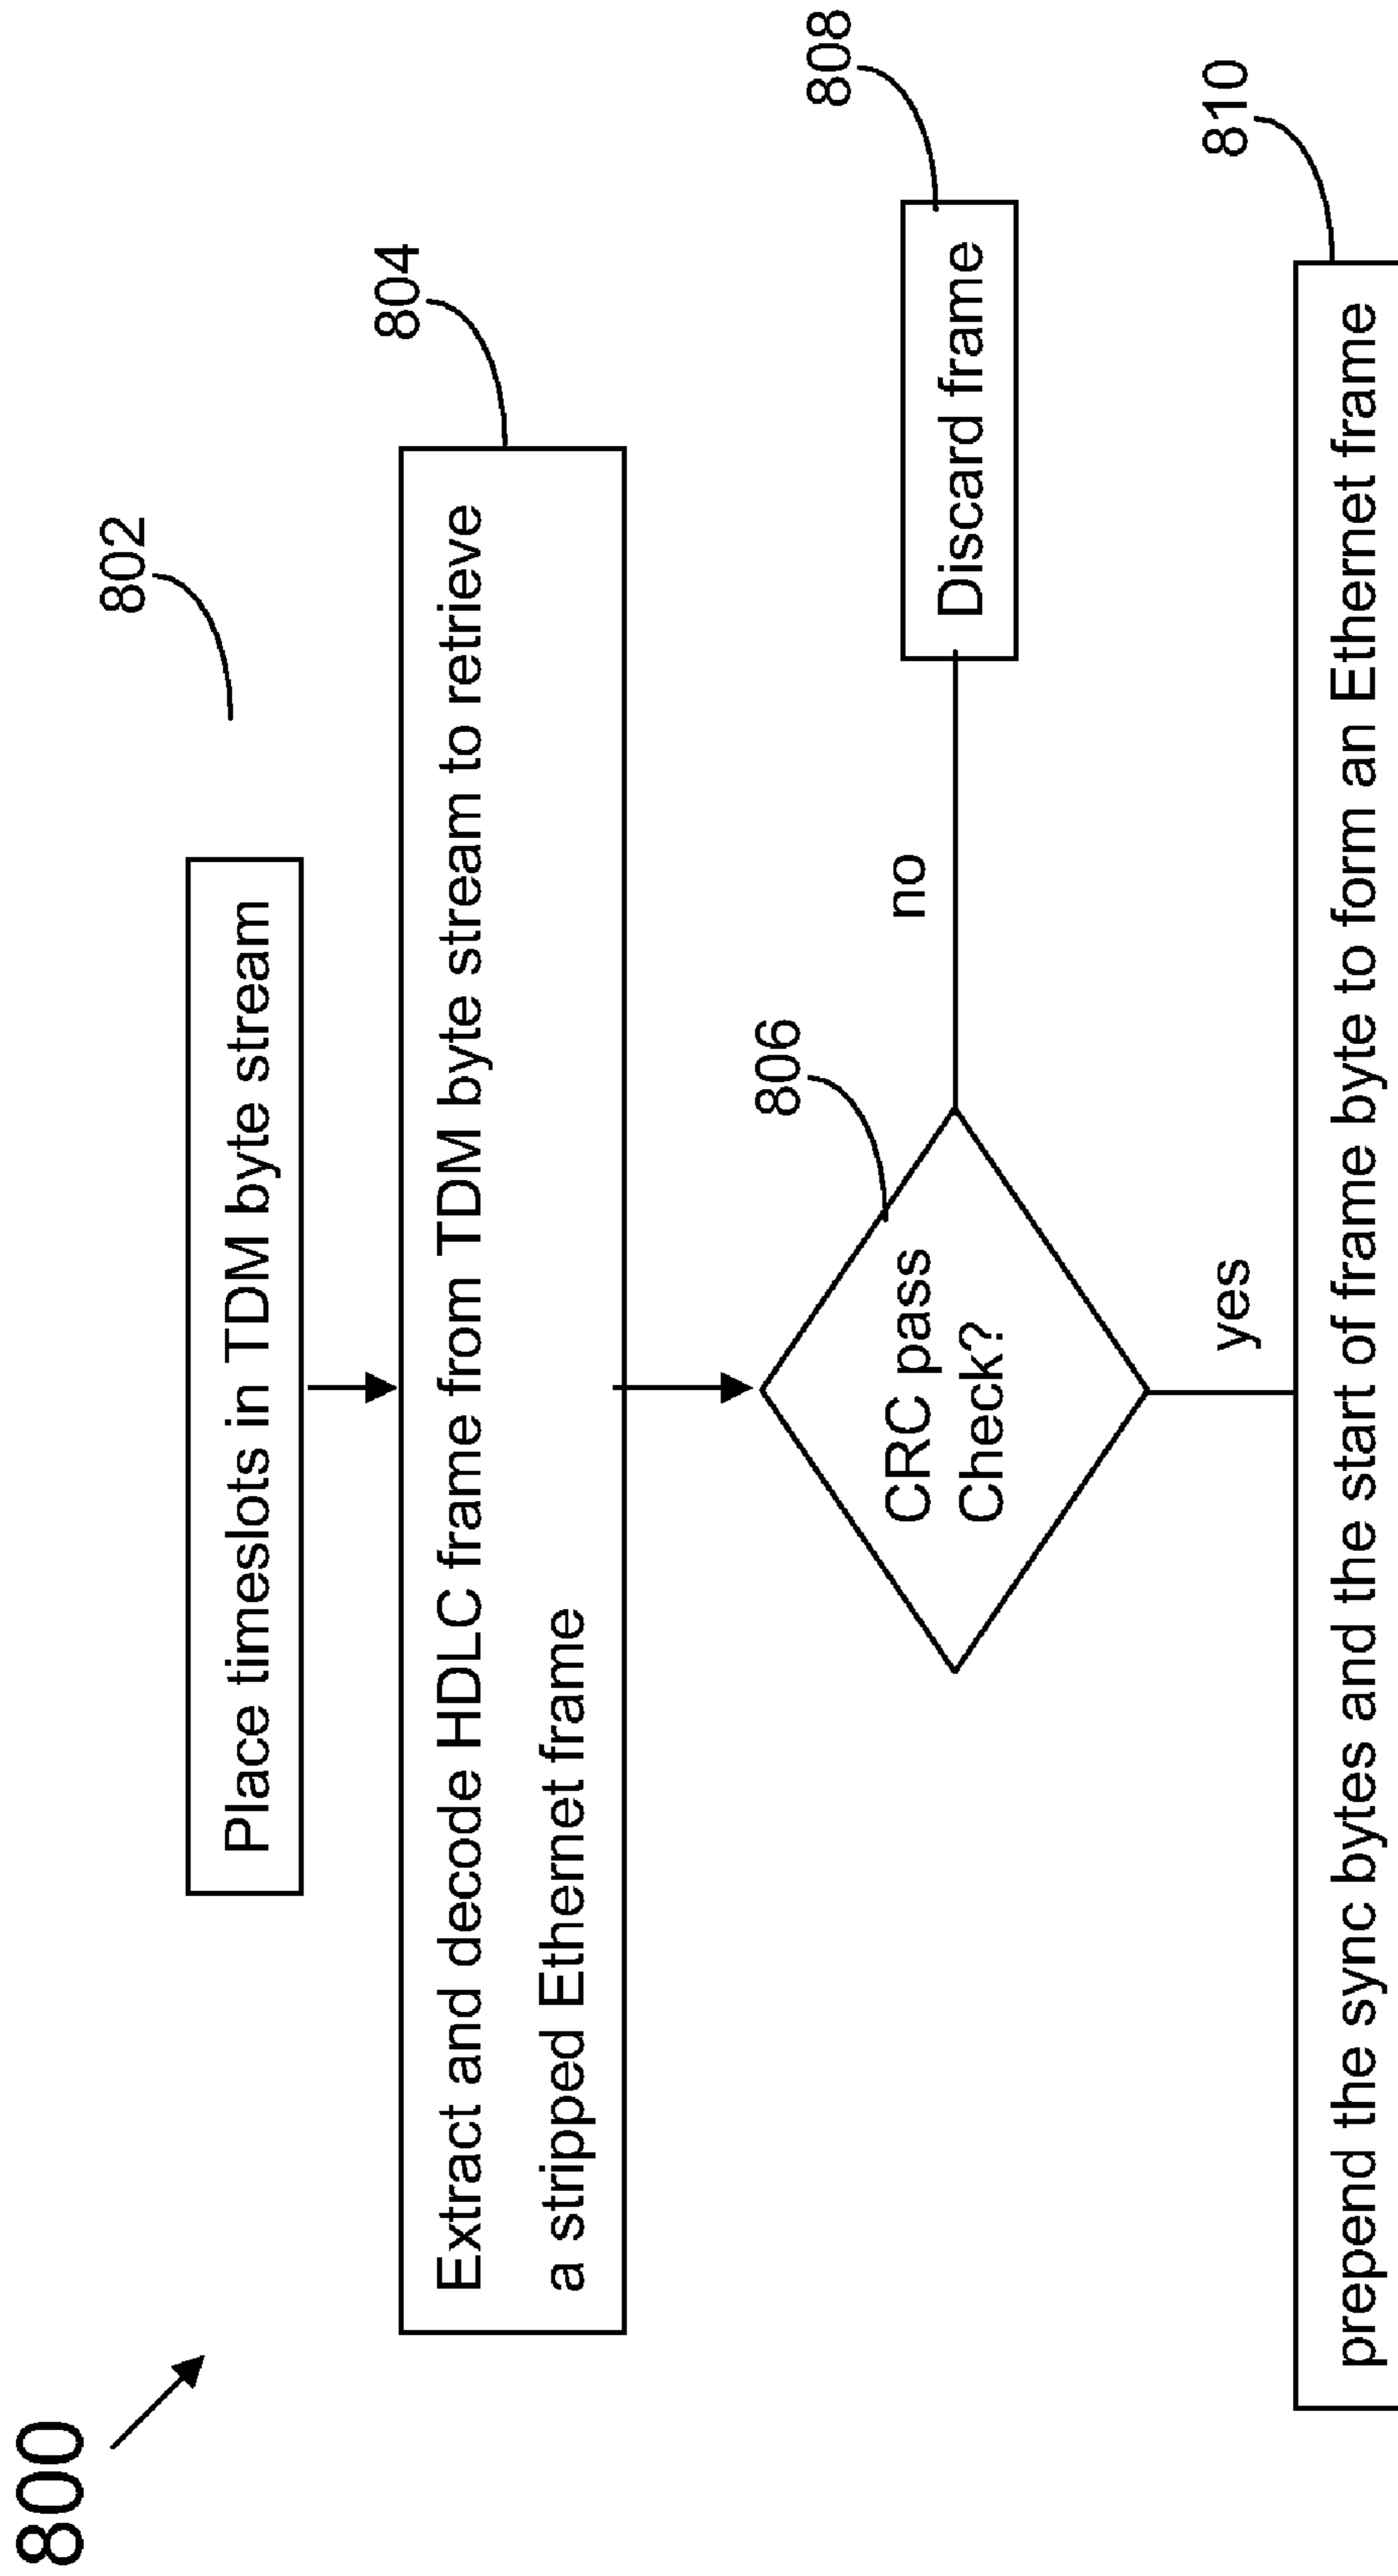 800
802
Place timeslots in TDM byte stream
804
Extract and decode HDLC frame from TDM byte stream to retrieve
a stripped Ethernet frame
806
CRC pass
Check?
no
808
Discard frame
yes
810
prepend the sync bytes and the start of frame byte to form an Ethernet frame